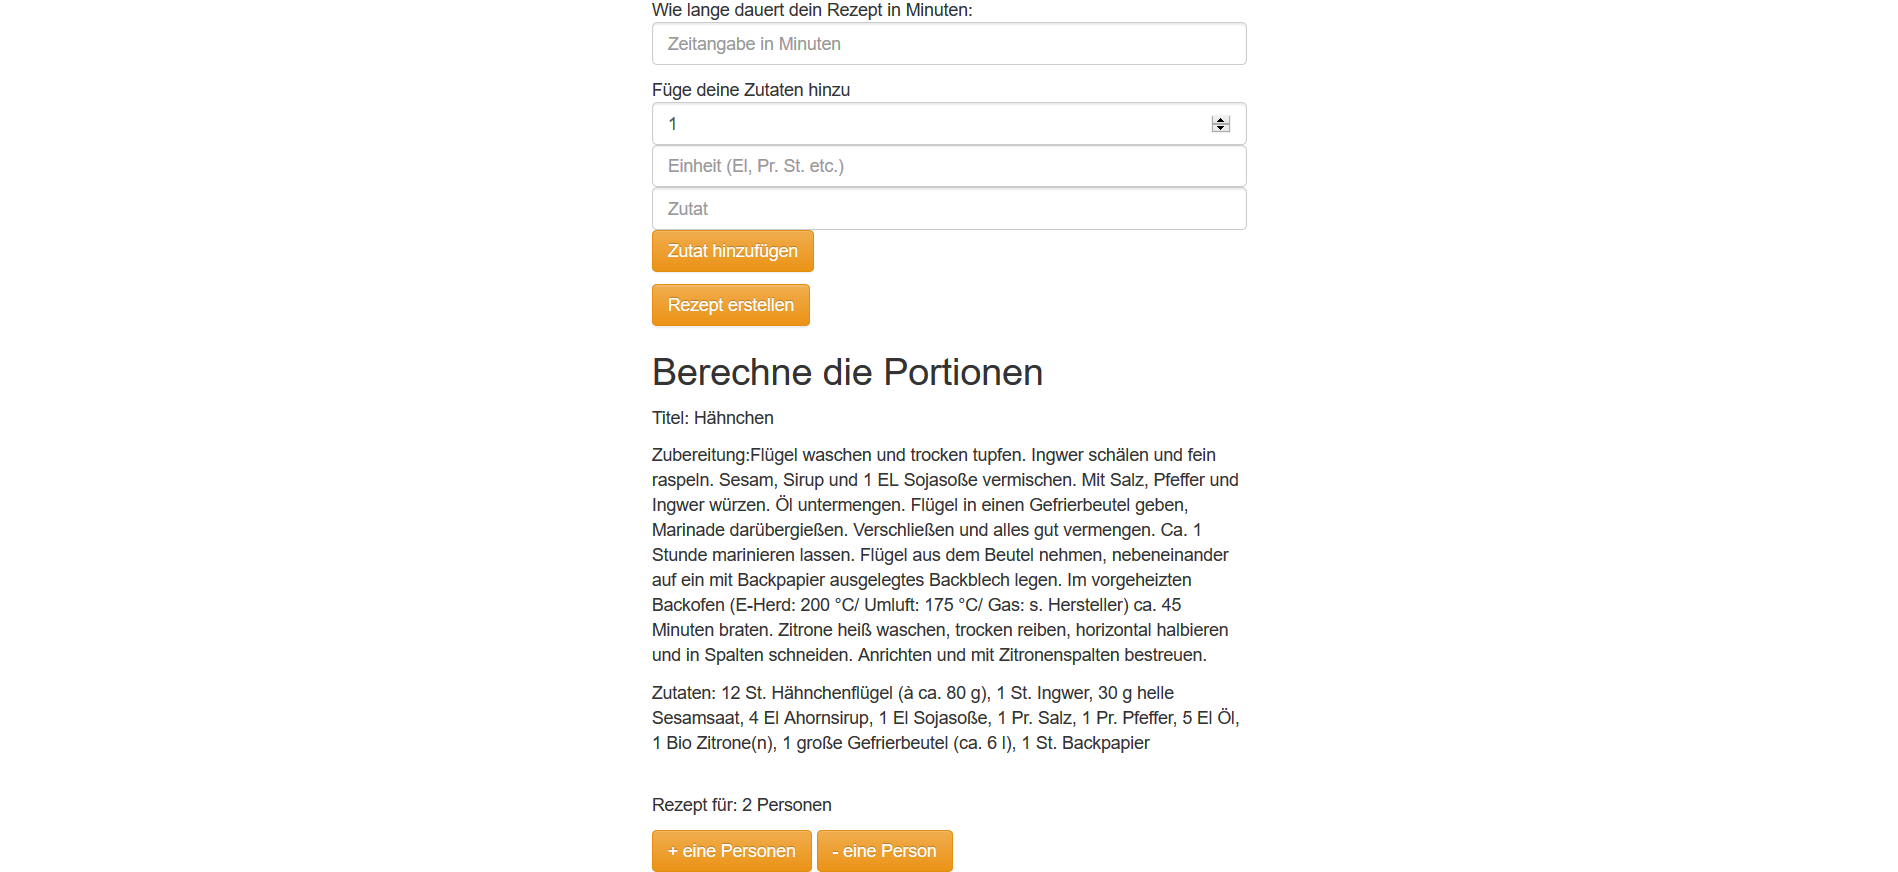 Wie lange dauert dein Rezept in Minuten:
Zeitangabe in Minuten
Füge deine Zutaten hinzu
1
Einheit (El, Pr. St. etc.)
Zutat
Zutat hinzufügen
Rezept erstellen
Berechne die Portionen
Titel: Hähnchen
Zubereitung:Flügel waschen und trocken tupfen. Ingwer schälen und fein
raspeln. Sesam, Sirup und 1 EL Sojasoße vermischen. Mit Salz, Pfeffer und
Ingwer würzen. Öl untermengen. Flügel in einen Gefrierbeutel geben,
Marinade darübergießen. Verschließen und alles gut vermengen. Ca. 1
Stunde marinieren lassen. Flügel aus dem Beutel nehmen, nebeneinander
auf ein mit Backpapier ausgelegtes Backblech legen. Im vorgeheizten
Backofen (E-Herd: 200 °C/ Umluft: 175 °C/ Gas: s. Hersteller) ca. 45
Minuten braten. Zitrone heiß waschen, trocken reiben, horizontal halbieren
und in Spalten schneiden. Anrichten und mit Zitronenspalten bestreuen.
Zutaten: 12 St. Hähnchenflügel (à ca. 80 g), 1 St. Ingwer, 30 g helle
Sesamsaat, 4 El Ahornsirup, 1 El Sojasoße, 1 Pr. Salz, 1 Pr. Pfeffer, 5 El Öl,
1 Bio Zitrone(n), 1 große Gefrierbeutel (ca. 6 l), 1 St. Backpapier
Rezept für: 2 Personen
+ eine Personen
- eine Person